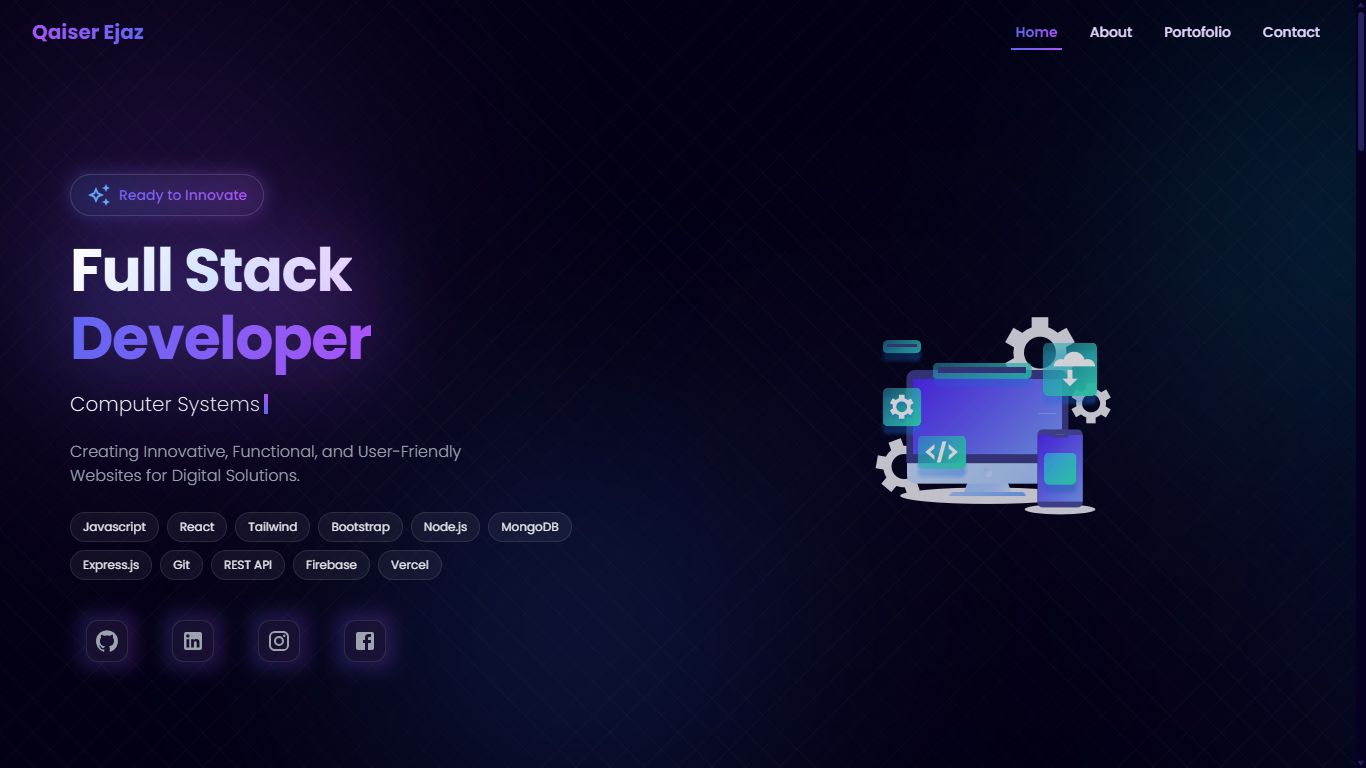 Qaiser Ejaz
Home About Portofolio Contact
Ready to Innovate
Full Stack
Developer
Computer Systems
Creating Innovative, Functional, and User-Friendly
Websites for Digital Solutions.
Javascript React Tailwind Bootstrap Node.js MongoDB
Express.js Git REST API Firebase Vercel